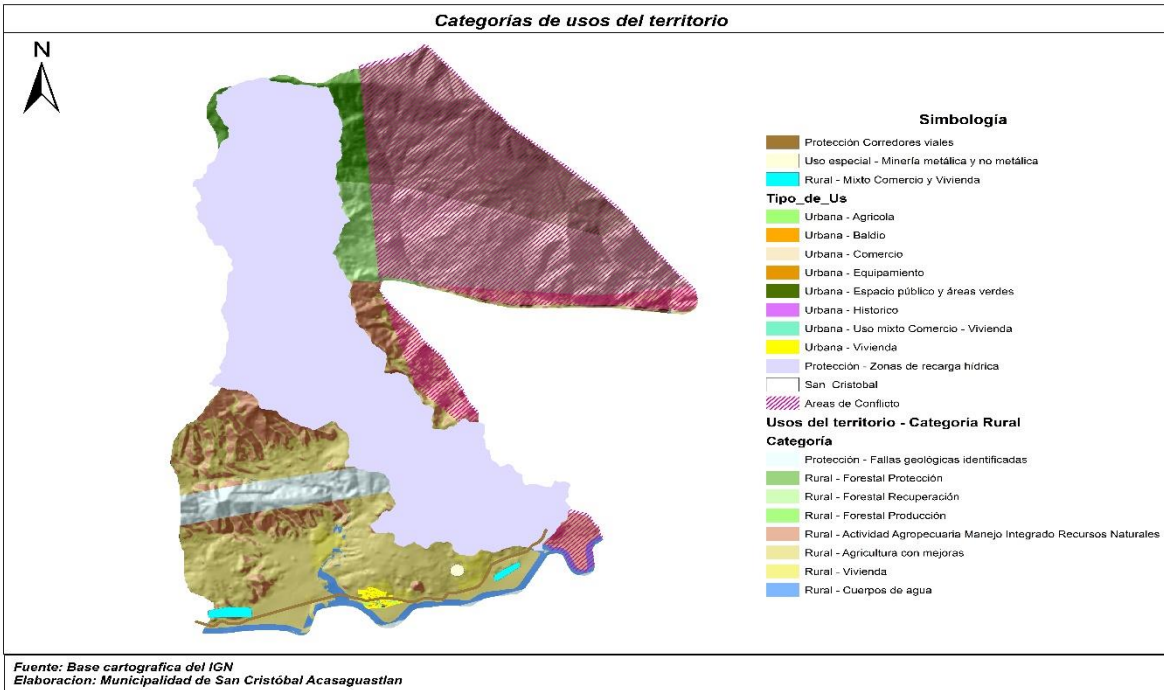 Categorías de usos del territorio
N
Simbología
Protección Corredores viales
Uso especial - Minería metálica y no metálica
Rural - Mixto Comercio y Vivienda
Tipo_de_Us
Urbana - Agricola
Urbana - Baldio
Urbana - Comercio
Urbana - Equipamiento
Urbana - Espacio público y áreas verdes
Urbana - Historico
Urbana - Uso mixto Comercio - Vivienda
Urbana - Vivienda
Protección - Zonas de recarga hídrica
San Cristobal
Areas de Conflicto
Usos del territorio - Categoria Rural
Categoría
Protección - Fallas geológicas identificadas
Rural - Forestal Protección
Rural - Forestal Recuperación
Rural - Forestal Producción
Rural - Actividad Agropecuaria Manejo Integrado Recursos Naturales
Rural - Agricultura con mejoras
Rural - Vivienda
Rural - Cuerpos de agua
Fuente: Base cartografica del IGN
Elaboracion: Municipalidad de San Cristóbal Acasaguastlan